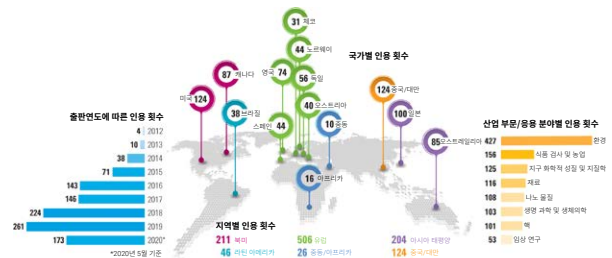 국가별 인용 횟수
31 체코
44 노르웨이
87 캐나다
영국 74
56 독일
미국 124
124 중국/대만
38 브라질
40 오스트리아
스페인 44
10 중동
100 일본
85 오스트레일리아
16 아프리카
출판연도에 따른 인용 횟수
4 2012
10 2013
38 2014
71 2015
143 2016
146 2017
224 2018
261 2019
173 2020*
*2020년 5월 기준
지역별 인용 횟수
211 북미
506 유럽
204 아시아 태평양
46 라틴 아메리카
26 중동/아프리카
124 중국/대만
산업 부문/응용 분야별 인용 횟수
427 환경
156 식품 검사 및 농업
125 지구 화학적 성질 및 지질학
116 재료
108 나노 물질
103 생명 과학 및 생체의학
101 핵
53 임상 연구